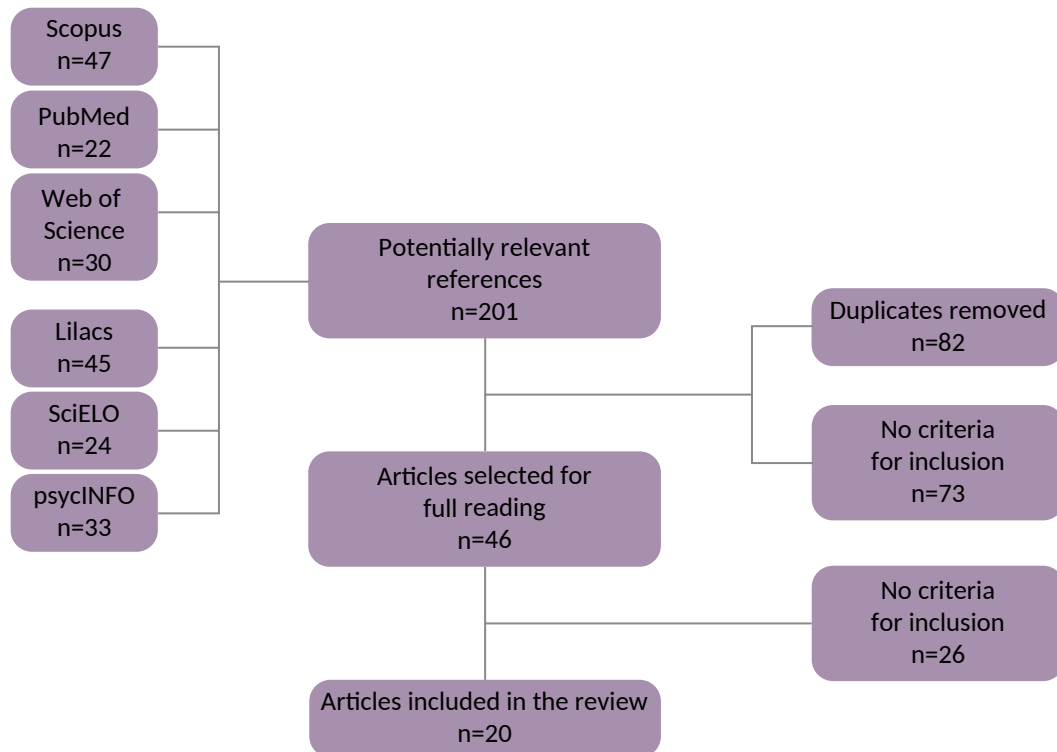 Scopus
n=47
PubMed
n=22
Web of
Science
n=30
Lilacs
n=45
SciELO
n=24
psycINFO
n=33
Potentially relevant
references
n=201
Duplicates removed
n=82
No criteria
for inclusion
n=73
Articles selected for
full reading
n=46
No criteria
for inclusion
n=26
Articles included in the review
n=20